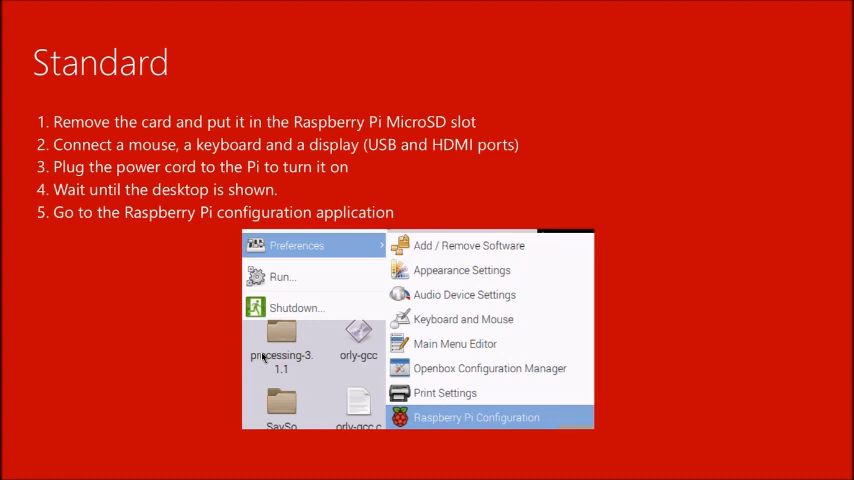 Standard
1. Remove the card and put it in the Raspberry Pi MicroSD slot
2. Connect a mouse, a keyboard and a display (USB and HDMI ports)
3. Plug the power cord to the Pi to turn it on
4. Wait until the desktop is shown.
5. Go to the Raspberry Pi configuration application
Preferences
Run...
Shutdown...
Add / Remove Software
Appearance Settings
Audio Device Settings
Keyboard and Mouse
Main Menu Editor
Openbox Configuration Manager
Print Settings
Raspberry Pi Configuration
processing-3.
1.1
orly-gcc
SaySo
orly-gcc.c